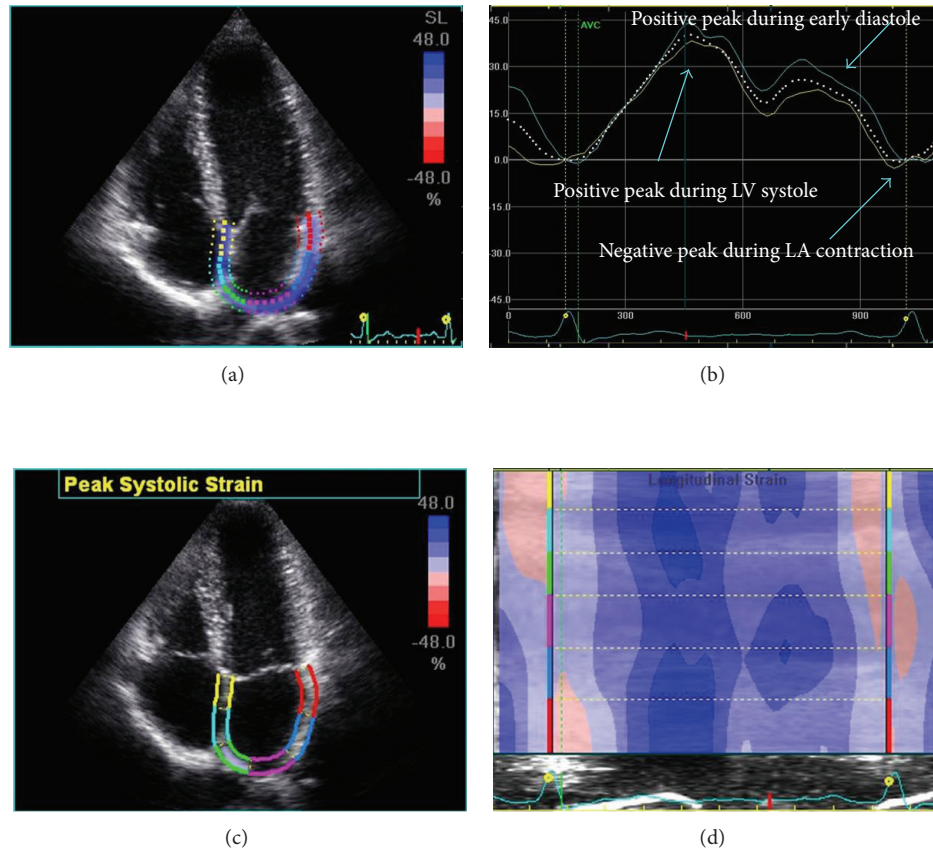 SL
48.0
-48.0
%
(a)
45.0
30.0
15.0
0.0
15.0
30.0
45.0
AVC
Positive peak during early diastole
Positive peak during LV systole
Negative peak during LA contraction
0
300
600
900
(b)
Peak Systolic Strain
48.0
-48.0
%
(c)
Longitudinal Strain
(d)